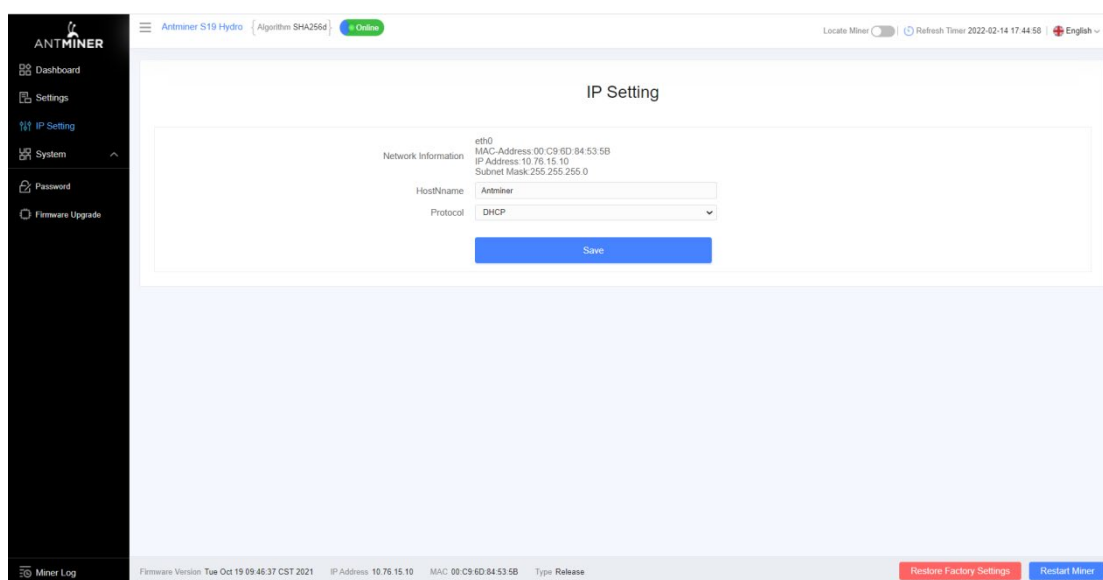 ANTMINER
Antminer S19 Hydro { Algorithm SHA256d } Online
Locate Miner | Refresh Timer 2022-02-14 17:44:58 | English
Dashboard
Settings
IP Setting
System
Password
Firmware Upgrade
IP Setting
Network Information
eth0
MAC-Address:00:C9:6D:84:53:5B
IP Address:10.76.15.10
Subnet Mask:255.255.255.0
HostNname Antminer
Protocol DHCP
Save
Miner Log
Firmware Version Tue Oct 19 09:46:37 CST 2021 IP Address 10.76.15.10 MAC 00:C9:6D:84:53:5B Type Release
Restore Factory Settings Restart Miner